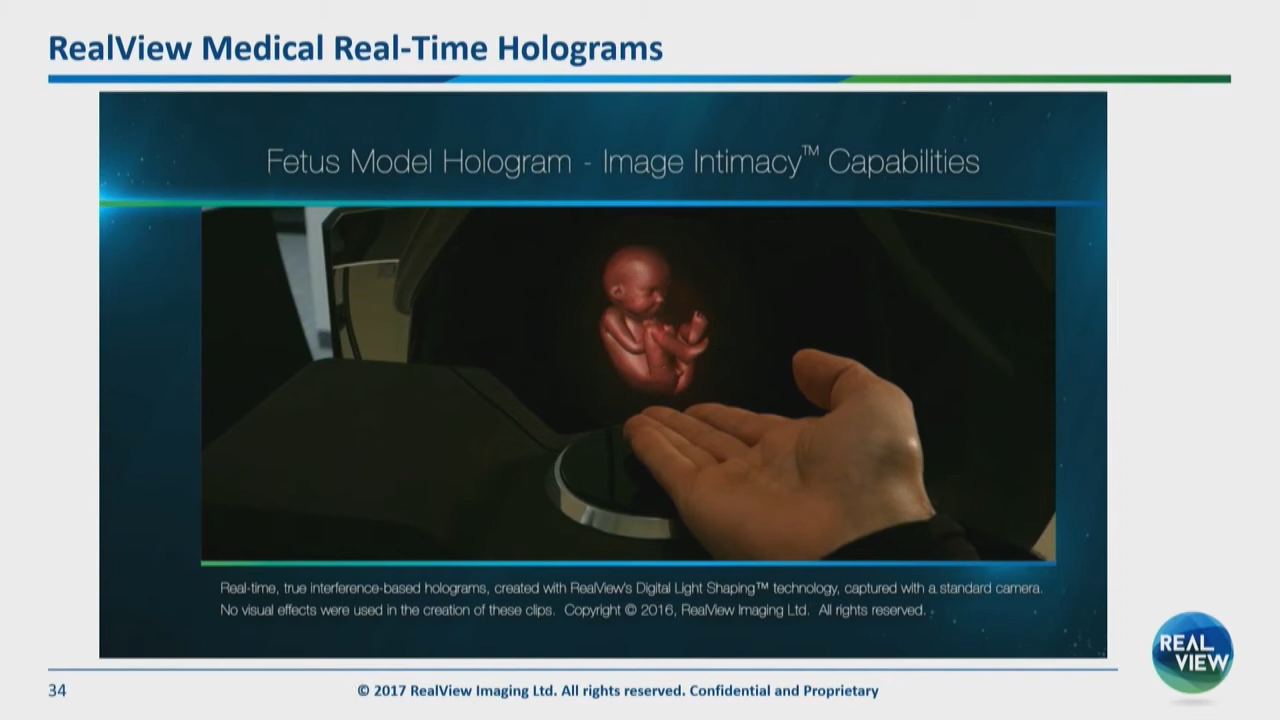 RealView Medical Real-Time Holograms
Fetus Model Hologram - Image Intimacy™ Capabilities
Real-time, true interference-based holograms, created with RealView's Digital Light Shaping™ technology, captured with a standard camera.
No visual effects were used in the creation of these clips. Copyright © 2016, RealView Imaging Ltd. All rights reserved.
REAL
VIEW
34
© 2017 RealView Imaging Ltd. All rights reserved. Confidential and Proprietary